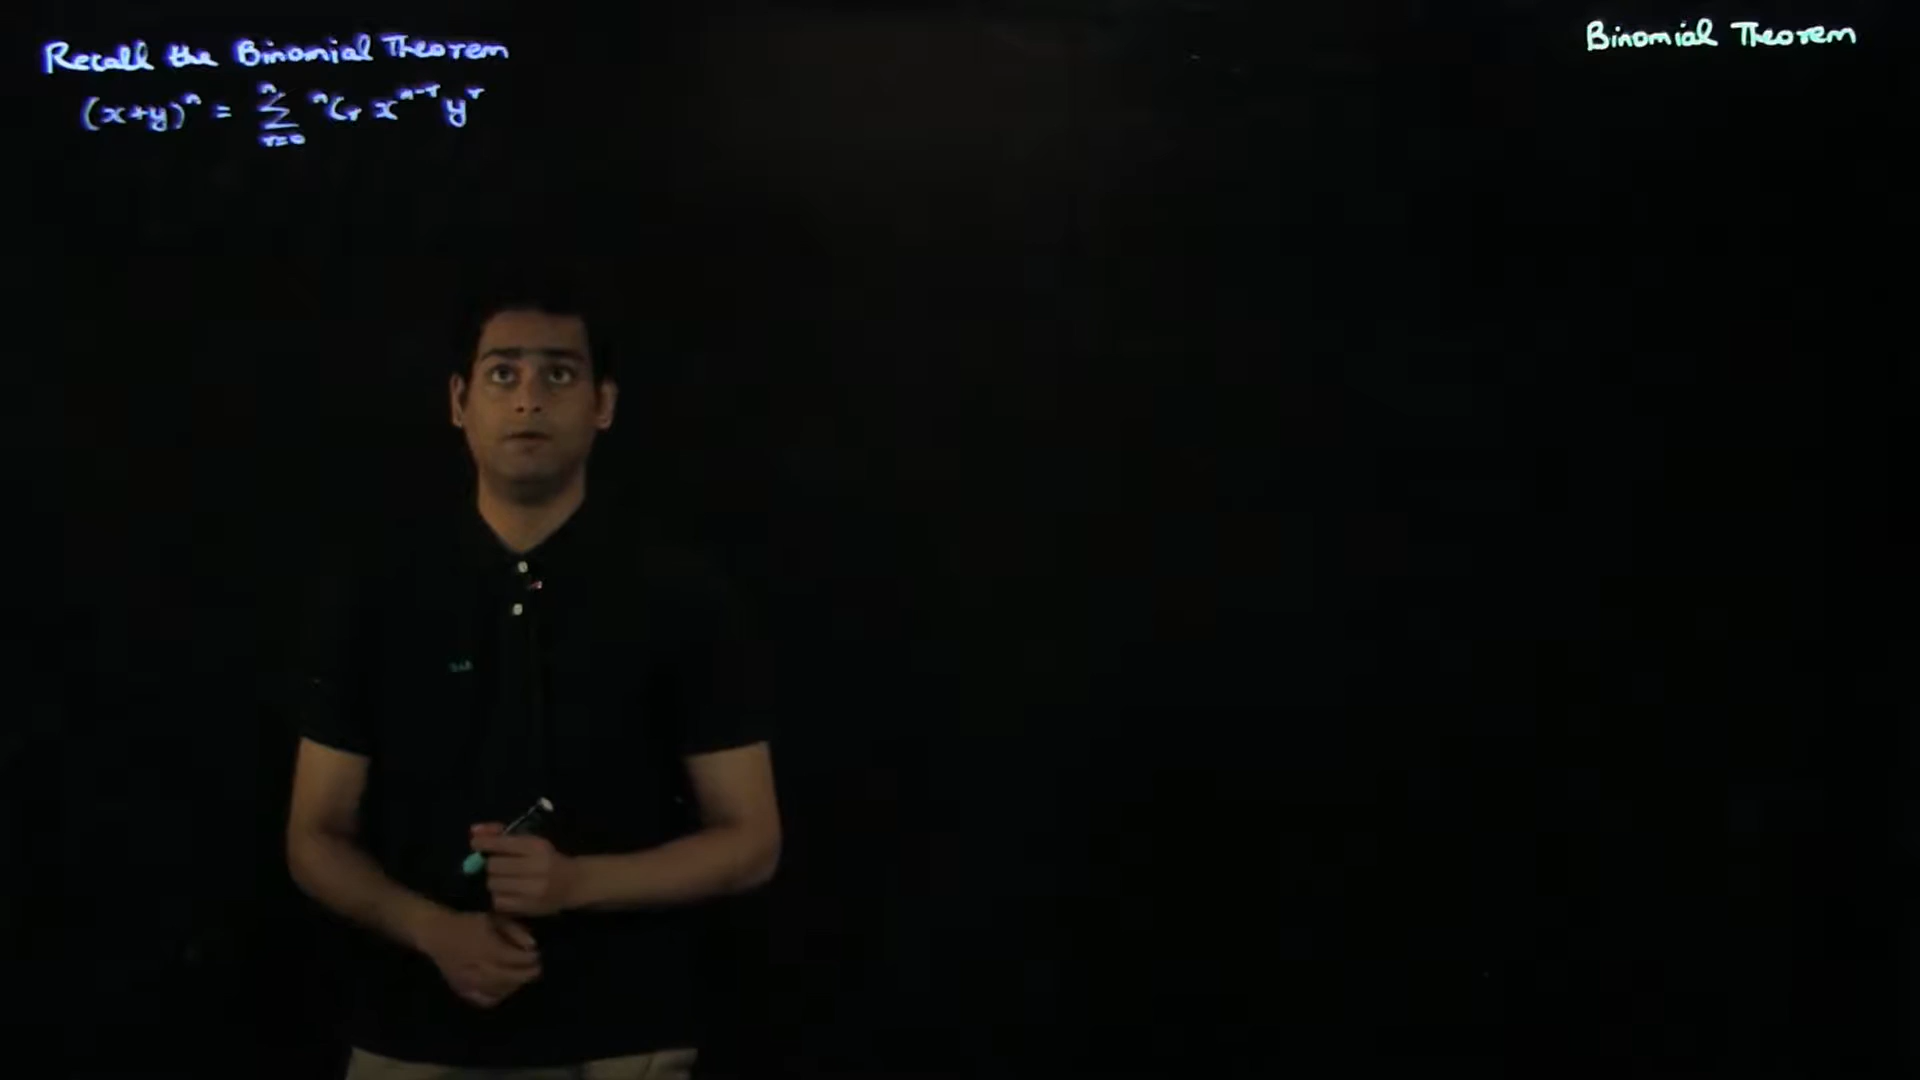 Recall the Binomial Theorem
(x+y)ⁿ = ∑ⁿᵣ₌₀ ⁿCᵣ xⁿ⁻ʳ yʳ
Binomial Theorem